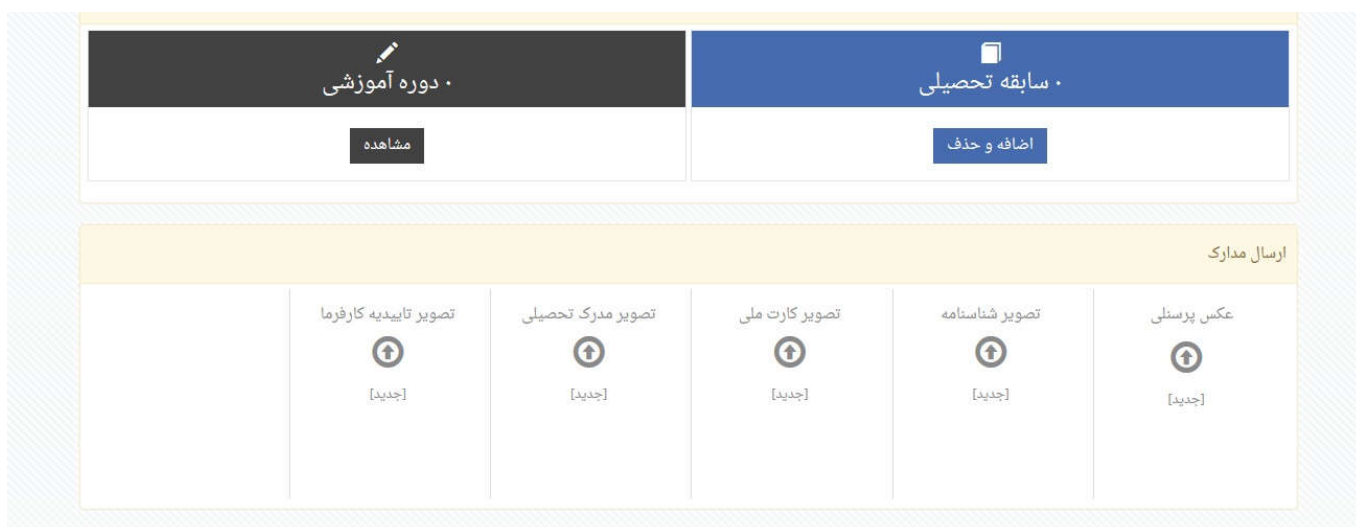 ۰ سابقه تحصیلی
اضافه و حذف
۰ دوره آموزشی
مشاهده
ارسال مدارک
عکس پرسنلی
[جدید]
تصویر شناسنامه
[جدید]
تصویر کارت ملی
[جدید]
تصویر مدرک تحصیلی
[جدید]
تصویر تاییدیه کارفرما
[جدید]